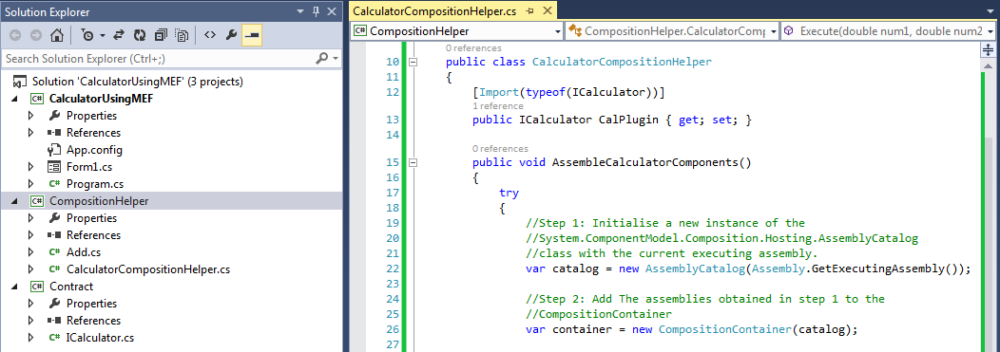 Solution Explorer
Search Solution Explorer (Ctrl+;)
Solution 'CalculatorUsingMEF' (3 projects)
C# CalculatorUsingMEF
Properties
References
App.config
Form1.cs
C# Program.cs
C# CompositionHelper
Properties
References
C# Add.cs
C# CalculatorCompositionHelper.cs
C# Contract
Properties
References
C# ICalculator.cs
CalculatorCompositionHelper.cs
C# CompositionHelper
CompositionHelper.CalculatorComp
Execute(double num1, double num2
0 references
10 public class CalculatorCompositionHelper
11 {
12 [Import(typeof(ICalculator))]
1 reference
13 public ICalculator CalPlugin { get; set; }
14
0 references
15 public void AssembleCalculatorComponents()
16 {
17 try
18 {
19 //Step 1: Initialise a new instance of the
20 //System.ComponentModel.Composition.Hosting.AssemblyCatalog
21 //class with the current executing assembly.
22 var catalog = new AssemblyCatalog(Assembly.GetExecutingAssembly());
23
24 //Step 2: Add The assemblies obtained in step 1 to the
25 //CompositionContainer
26 var container = new CompositionContainer(catalog);
27